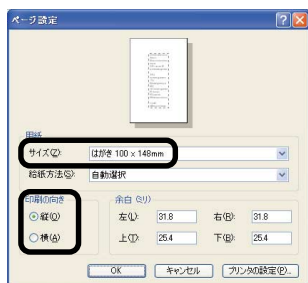 ページ設定
用紙
サイズ(Z): はがき 100 x 148mm
給紙方法(S): 自動選択
印刷の向き
縦(O)
横(A)
余白 (ミリ)
左(L): 31.8 右(R): 31.8
上(T): 25.4 下(B): 25.4
OK キャンセル プリンタの設定(P)...